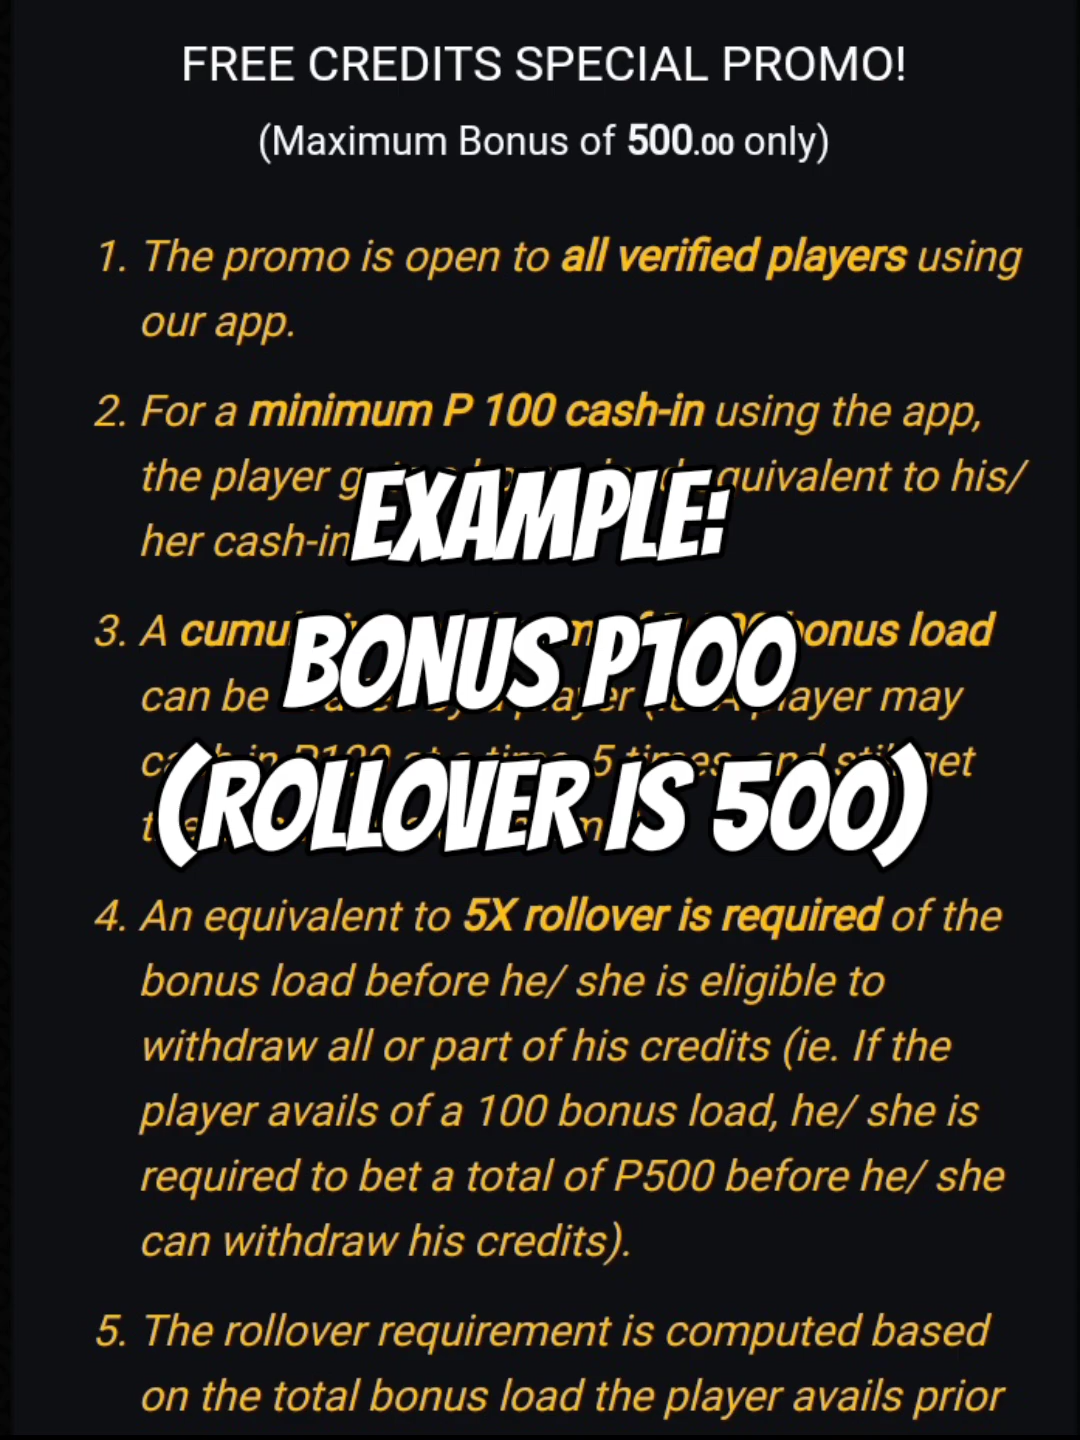 FREE CREDITS SPECIAL PROMO!
(Maximum Bonus of 500.00 only)
1. The promo is open to all verified players using
our app.
2. For a minimum P 100 cash-in using the app,
the player equivalent to his/
her cash-in
EXAMPLE:
3. A bonus load
BONUS P100
can be player may
P100 at a time, 5 times, and still get
(ROLLOVER IS 500)
4. An equivalent to 5X rollover is required of the
bonus load before he/ she is eligible to
withdraw all or part of his credits (ie. If the
player avails of a 100 bonus load, he/ she is
required to bet a total of P500 before he/ she
can withdraw his credits).
5. The rollover requirement is computed based
on the total bonus load the player avails prior